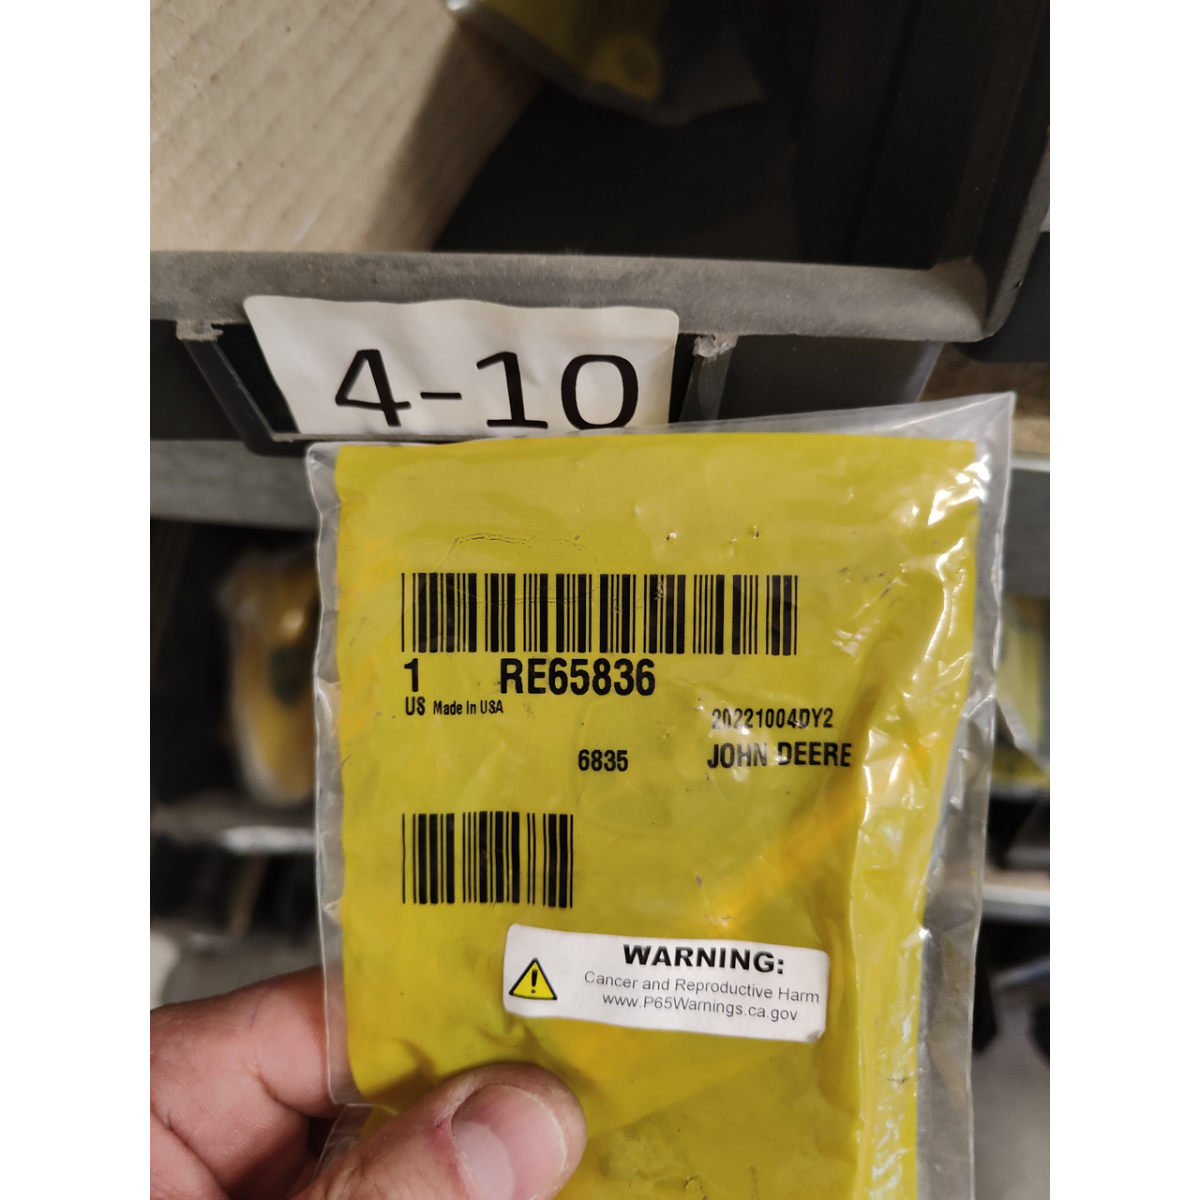 4-10
1 RE65836
US Made In USA
20221004DY2
6835 JOHN DEERE
WARNING:
Cancer and Reproductive Harm
www.P65Warnings.ca.gov